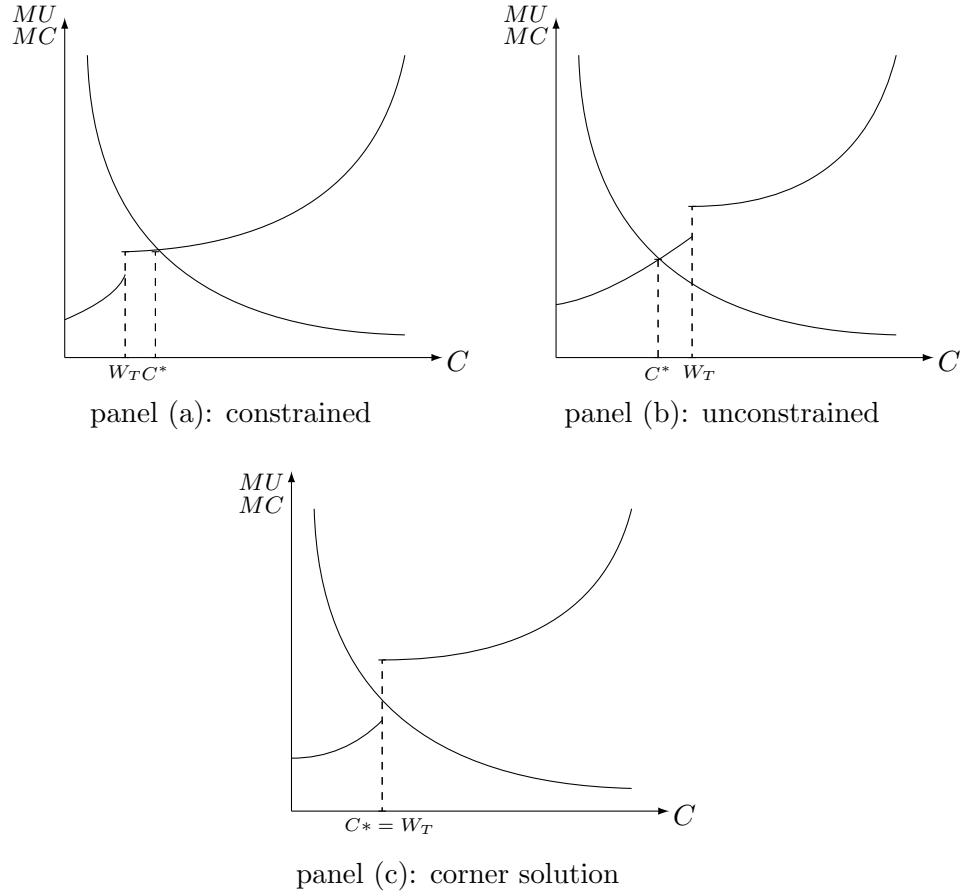 MU
MC
C
W_T C*
panel (a): constrained
MU
MC
C
C* W_T
panel (b): unconstrained
MU
MC
C
C* = W_T
panel (c): corner solution